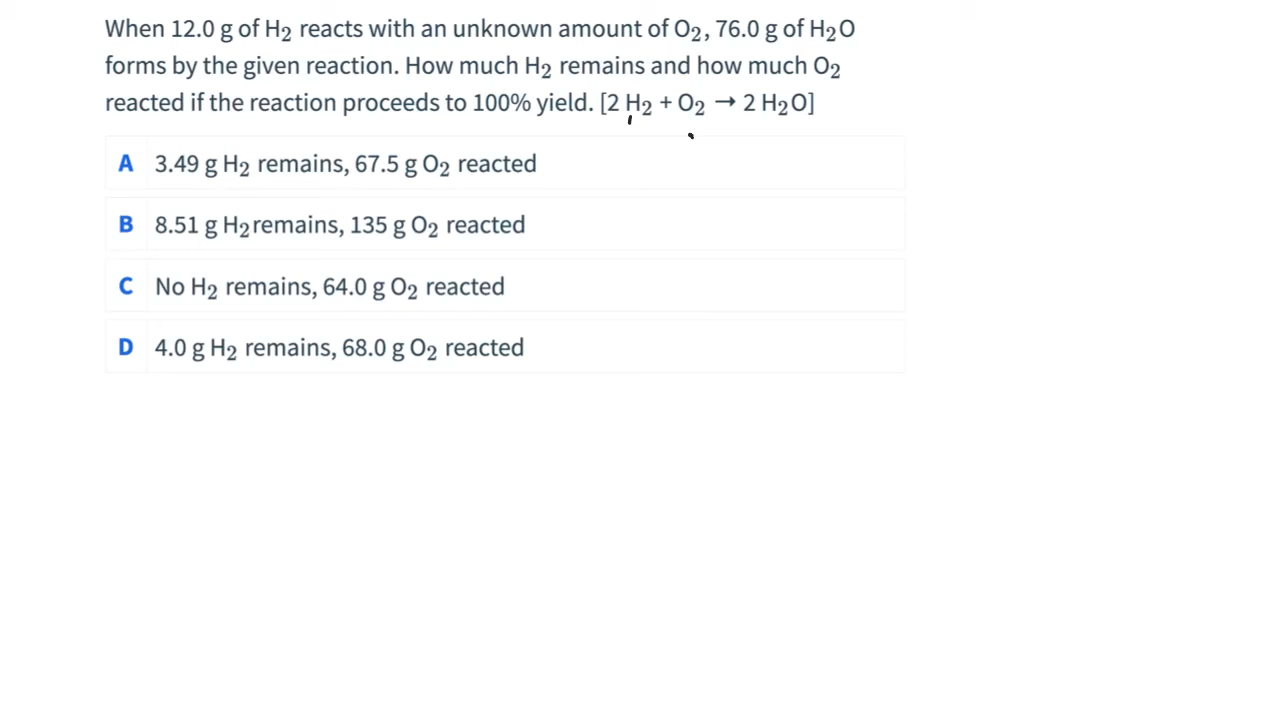 When 12.0 g of H₂ reacts with an unknown amount of O₂, 76.0 g of H₂O
forms by the given reaction. How much H₂ remains and how much O₂
reacted if the reaction proceeds to 100% yield. [2 H₂ + O₂ → 2 H₂O]
A 3.49 g H₂ remains, 67.5 g O₂ reacted
B 8.51 g H₂remains, 135 g O₂ reacted
C No H₂ remains, 64.0 g O₂ reacted
D 4.0 g H₂ remains, 68.0 g O₂ reacted